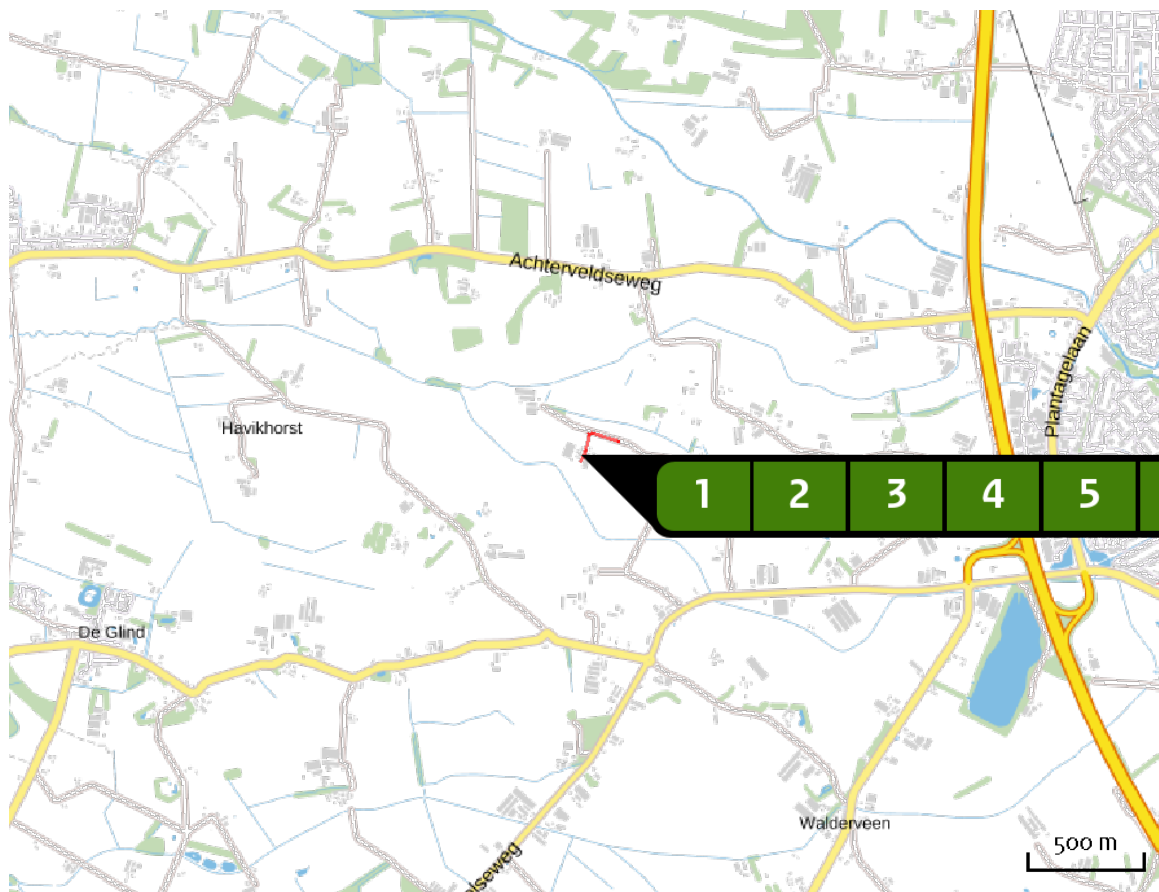 Achterveldseweg
Plantagelaan
Havikhorst
1 2 3 4 5
De Glind
Walderveen
500 m